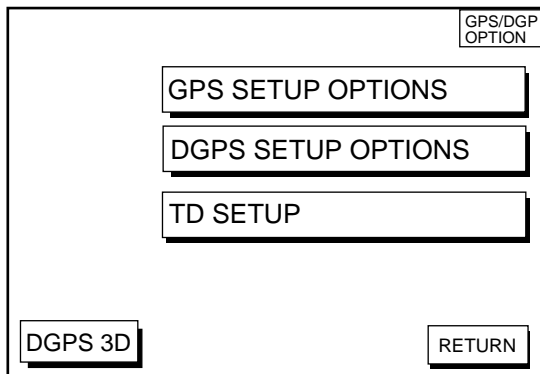 GPS/DGP
OPTION
GPS SETUP OPTIONS
DGPS SETUP OPTIONS
TD SETUP
DGPS 3D
RETURN